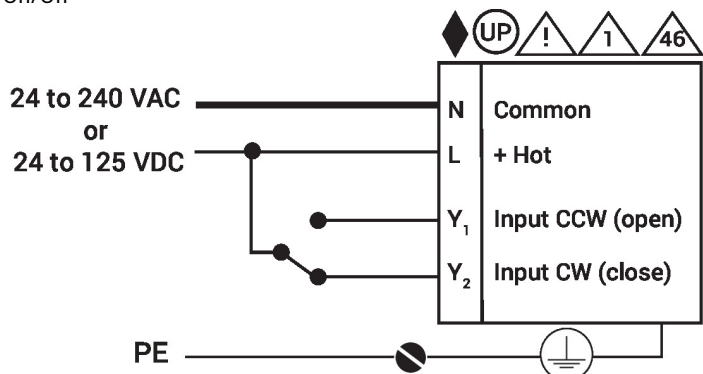 On/Off
UP ! 1 46
24 to 240 VAC
or
24 to 125 VDC
N Common
L + Hot
Y1 Input CCW (open)
Y2 Input CW (close)
PE